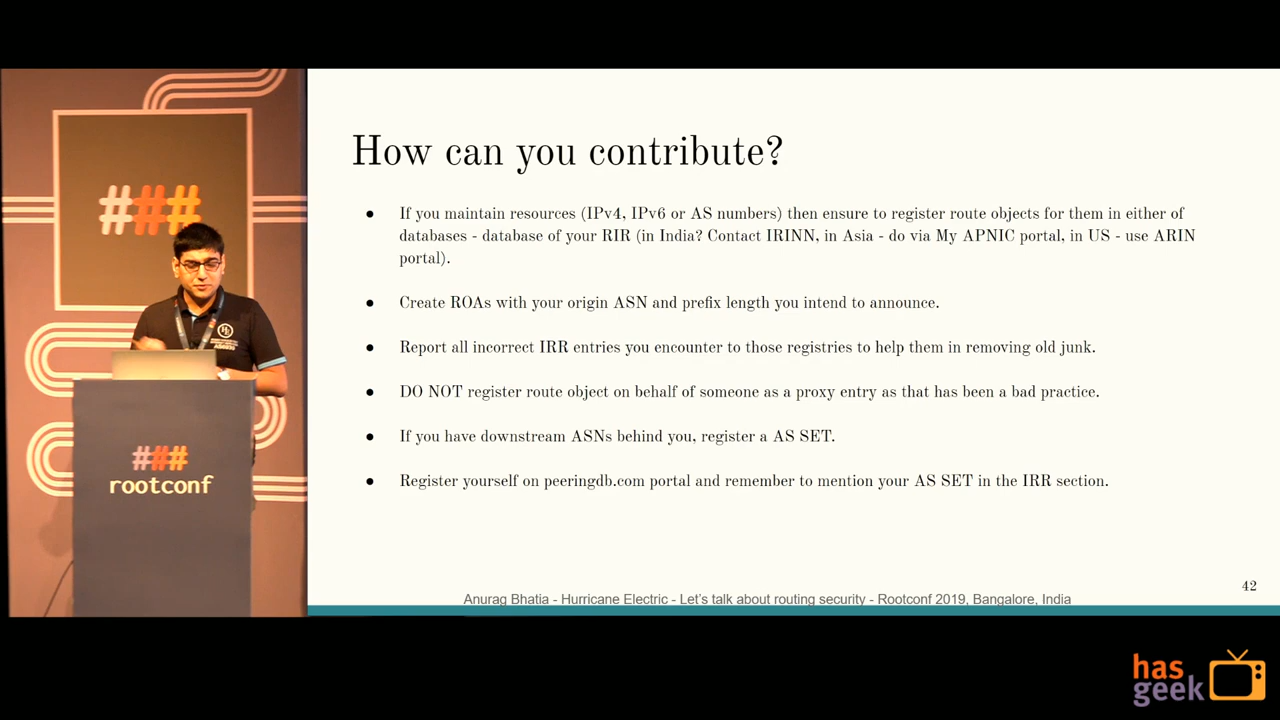 ###
###
rootconf
How can you contribute?
● If you maintain resources (IPv4, IPv6 or AS numbers) then ensure to register route objects for them in either of
databases - database of your RIR (in India? Contact IRINN, in Asia - do via My APNIC portal, in US - use ARIN
portal).
● Create ROAs with your origin ASN and prefix length you intend to announce.
● Report all incorrect IRR entries you encounter to those registries to help them in removing old junk.
● DO NOT register route object on behalf of someone as a proxy entry as that has been a bad practice.
● If you have downstream ASNs behind you, register a AS SET.
● Register yourself on peeringdb.com portal and remember to mention your AS SET in the IRR section.
42
Anurag Bhatia - Hurricane Electric - Let's talk about routing security - Rootconf 2019, Bangalore, India
has
geek